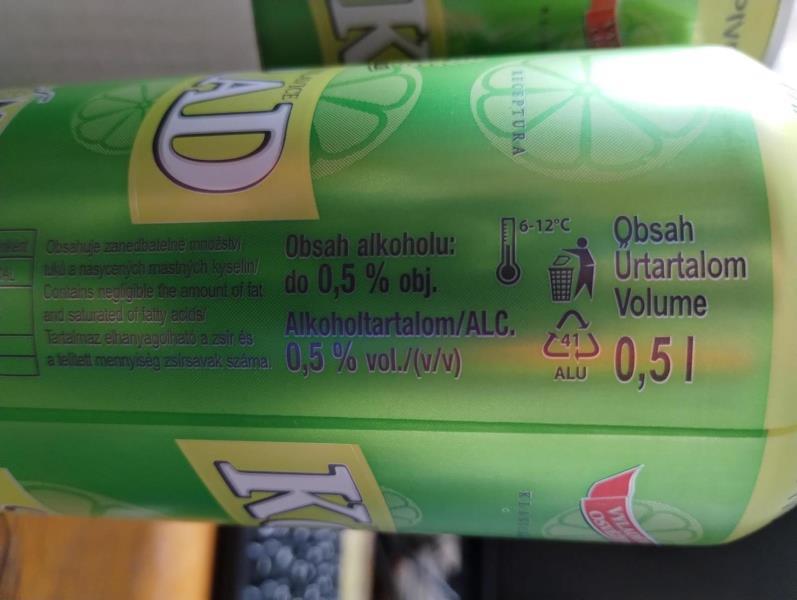 AD
RECEPTURA
Obsahuje zanedbatelné množství
tuků a nasycených mastných kyselin/
Contains negligible the amount of fat
and saturated of fatty acids/
Tartalmaz elhanyagolható a zsír és
a telített mennyiség zsírsavak száma.
Obsah alkoholu:
do 0,5 % obj.
Alkoholtartalom/ALC.
0,5 % vol./(v/v)
6-12°C
41
ALU
Obsah
Űrtartalom
Volume
0,5 l
K